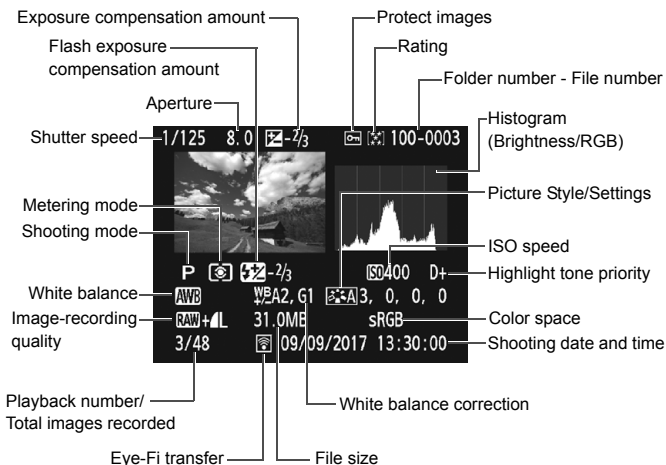 Exposure compensation amount
Protect images
Flash exposure
compensation amount
Rating
Folder number - File number
Aperture
Histogram
(Brightness/RGB)
Shutter speed
1/125 8.0 -2/3 100-0003
Picture Style/Settings
Metering mode
Shooting mode
ISO speed
P -2/3 ISO400 D+
Highlight tone priority
White balance
AWB WB A2, G1 A3, 0, 0, 0
Image-recording
quality
RAW+L 31.0MB sRGB
Color space
3/48 09/09/2017 13:30:00
Shooting date and time
Playback number/
Total images recorded
White balance correction
Eye-Fi transfer
File size